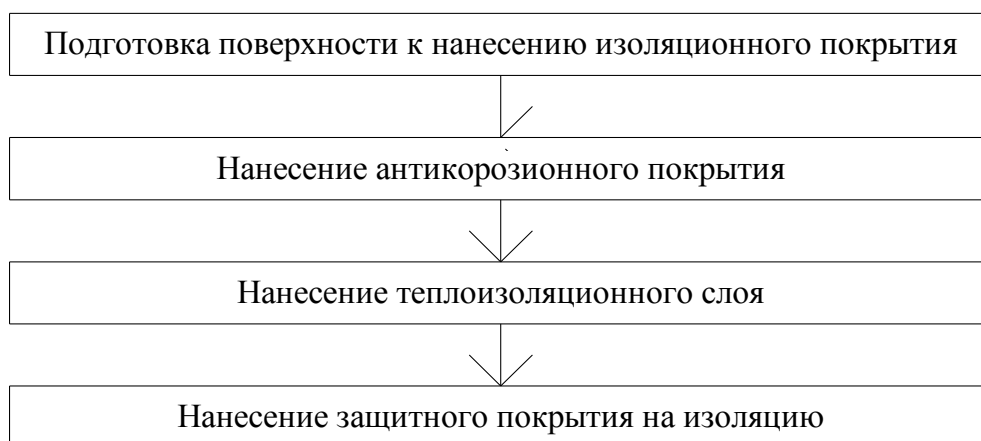 Подготовка поверхности к нанесению изоляционного покрытия
Нанесение антикорозионного покрытия
Нанесение теплоизоляционного слоя
Нанесение защитного покрытия на изоляцию